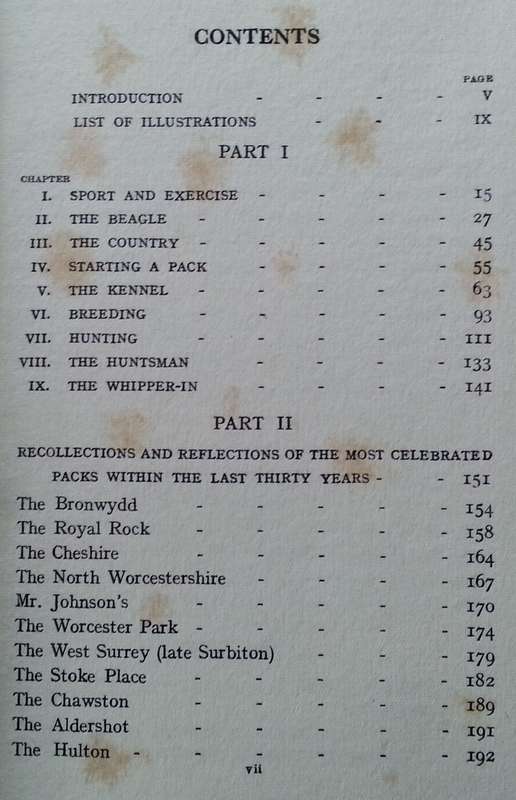 CONTENTS
PAGE
INTRODUCTION - - - - V
LIST OF ILLUSTRATIONS - - - IX
PART I
CHAPTER
I. SPORT AND EXERCISE - - - - 15
II. THE BEAGLE - - - - - 27
III. THE COUNTRY - - - - - 45
IV. STARTING A PACK - - - - 55
V. THE KENNEL - - - - - 63
VI. BREEDING - - - - - 93
VII. HUNTING - - - - - 111
VIII. THE HUNTSMAN - - - - 133
IX. THE WHIPPER-IN - - - - 141
PART II
RECOLLECTIONS AND REFLECTIONS OF THE MOST CELEBRATED
PACKS WITHIN THE LAST THIRTY YEARS - - 151
The Bronwydd - - - - - 154
The Royal Rock - - - - - 158
The Cheshire - - - - - 164
The North Worcestershire - - - - 167
Mr. Johnson's - - - - - 170
The Worcester Park - - - - - 174
The West Surrey (late Surbiton) - - - 179
The Stoke Place - - - - - 182
The Chawston - - - - - 189
The Aldershot - - - - - 191
The Hulton - - - - - - 192
vii